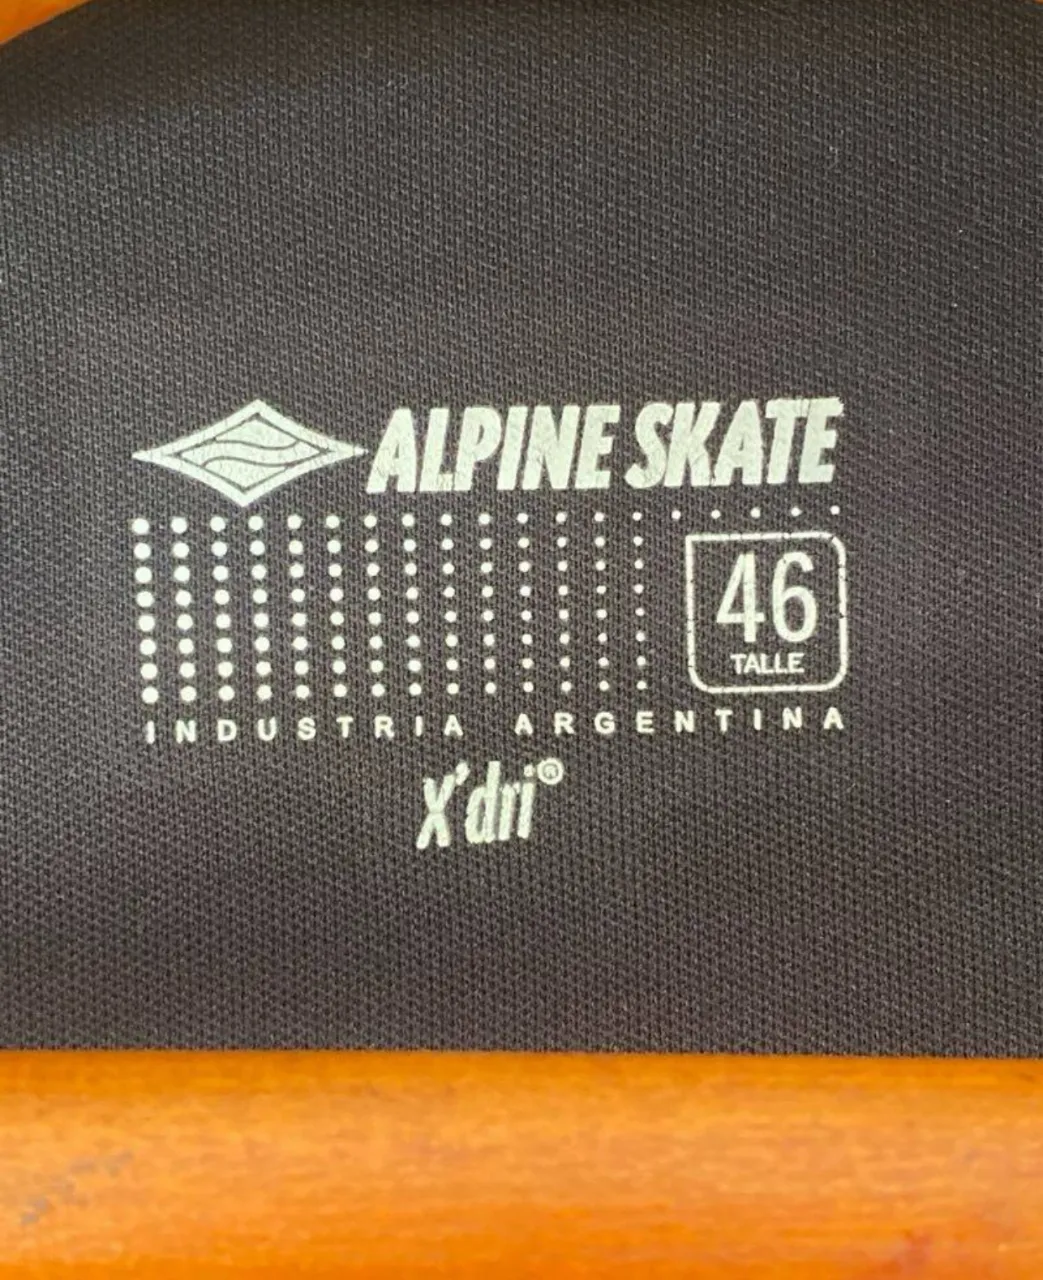 ALPINE SKATE
46
TALLE
INDUSTRIA ARGENTINA
X'dri®